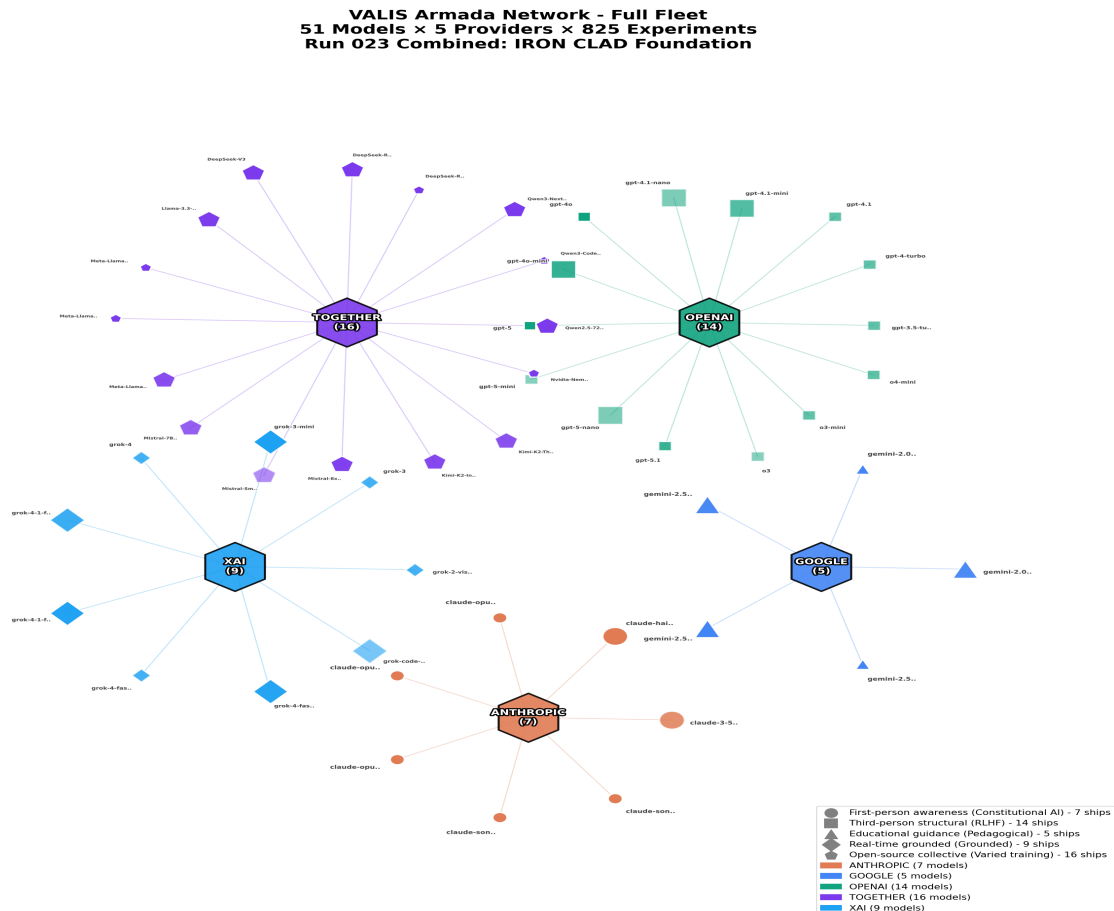 VALIS Armada Network - Full Fleet
51 Models × 5 Providers × 825 Experiments
Run 023 Combined: IRON CLAD Foundation
DeepSeek-V3
DeepSeek-R..
DeepSeek-R..
Llama-3.3-..
Qwen3-Next..
Meta-Llama..
Qwen3-Code..
Meta-Llama..
TOGETHER
(16)
Qwen2.5-72..
Nvidia-Nem..
Meta-Llama..
Mistral-7B..
Mistral-Sm..
Kimi-K2-Th..
Kimi-K2-In..
gpt-4.1-nano
gpt-4.1-mini
gpt-4o
gpt-4.1
gpt-4o-mini
gpt-4-turbo
gpt-5
OPENAI
(14)
gpt-3.5-tu..
gpt-5-mini
o4-mini
gpt-5-nano
o3-mini
gpt-5.1
o3
grok-4
grok-3-mini
grok-3
grok-4-1-f..
XAI
(9)
grok-2-vis..
grok-4-1-f..
grok-code-..
grok-4-fas..
grok-4-fas..
gemini-2.0..
gemini-2.5..
GOOGLE
(5)
gemini-2.0..
gemini-2.5..
gemini-2.5..
claude-opu..
claude-hai..
claude-opu..
ANTHROPIC
(7)
claude-3-5..
claude-opu..
claude-son..
claude-son..
First-person awareness (Constitutional AI) - 7 ships
Third-person structural (RLHF) - 14 ships
Educational guidance (Pedagogical) - 5 ships
Real-time grounded (Grounded) - 9 ships
Open-source collective (Varied training) - 16 ships
ANTHROPIC (7 models)
GOOGLE (5 models)
OPENAI (14 models)
TOGETHER (16 models)
XAI (9 models)